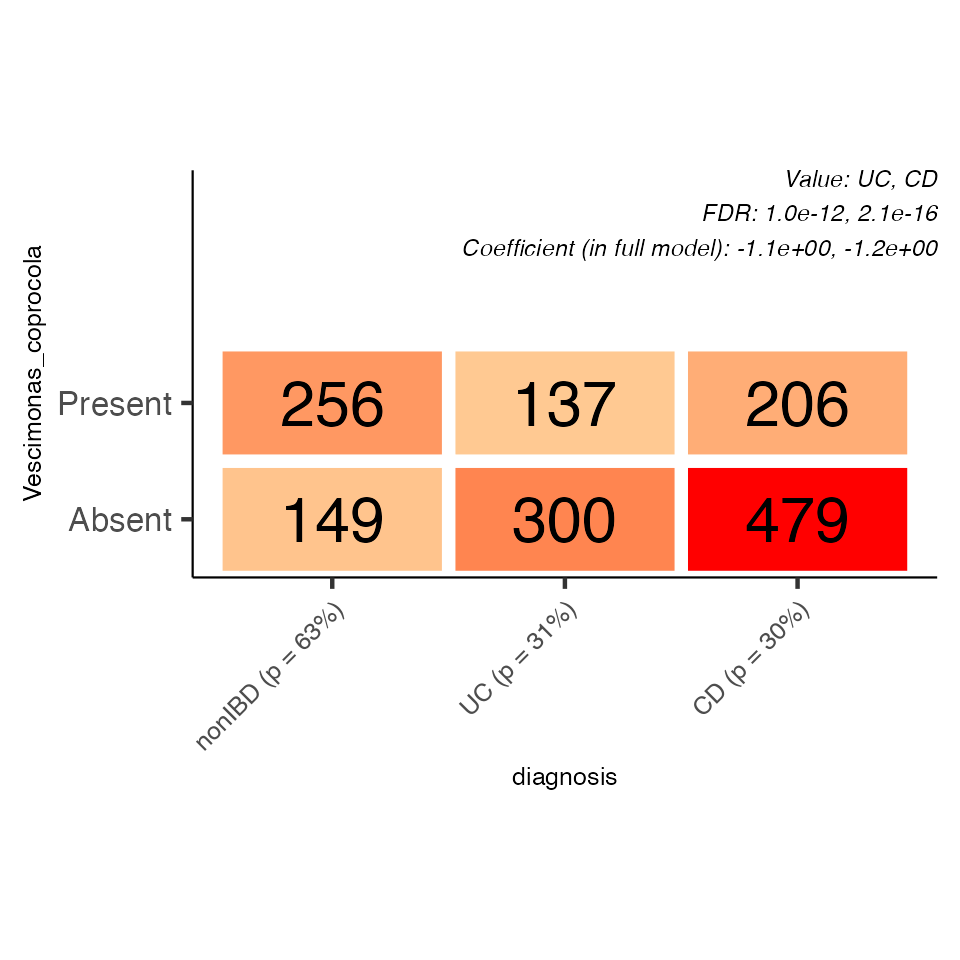 Value: UC, CD
FDR: 1.0e-12, 2.1e-16
Coefficient (in full model): -1.1e+00, -1.2e+00
Vescimonas_coprocola
Present 256 137 206
Absent 149 300 479
nonIBD (p = 63%) UC (p = 31%) CD (p = 30%)
diagnosis